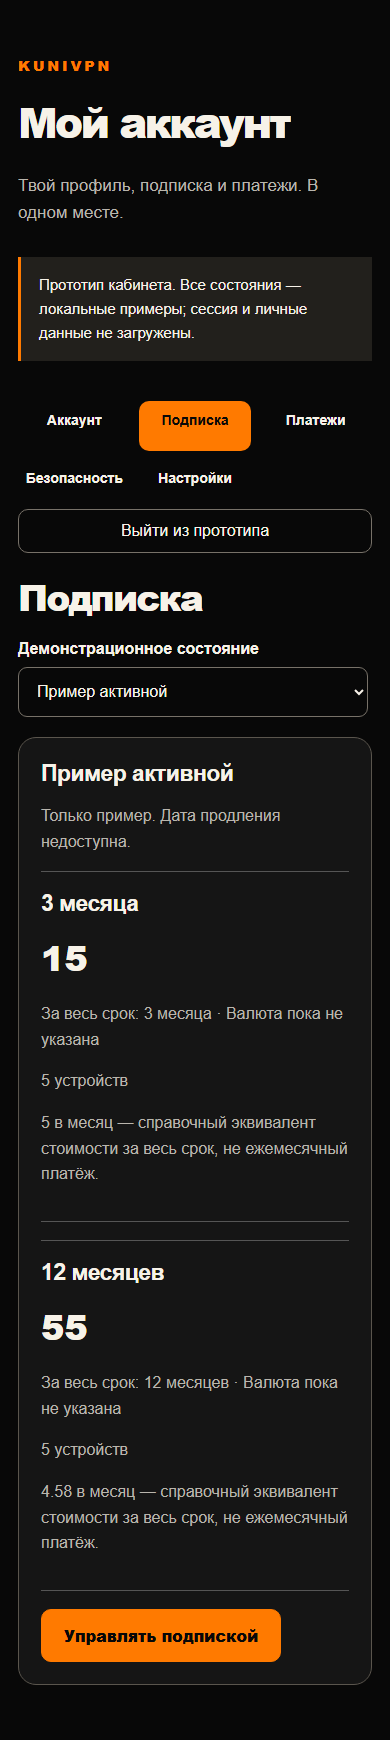 KUNIVPN
Мой аккаунт
Твой профиль, подписка и платежи. В
одном месте.
Прототип кабинета. Все состояния —
локальные примеры; сессия и личные
данные не загружены.
Аккаунт
Подписка
Платежи
Безопасность
Настройки
Выйти из прототипа
Подписка
Демонстрационное состояние
Пример активной
Пример активной
Только пример. Дата продления
недоступна.
3 месяца
15
За весь срок: 3 месяца · Валюта пока не
указана
5 устройств
5 в месяц — справочный эквивалент
стоимости за весь срок, не ежемесячный
платёж.
12 месяцев
55
За весь срок: 12 месяцев · Валюта пока
не указана
5 устройств
4.58 в месяц — справочный эквивалент
стоимости за весь срок, не ежемесячный
платёж.
Управлять подпиской